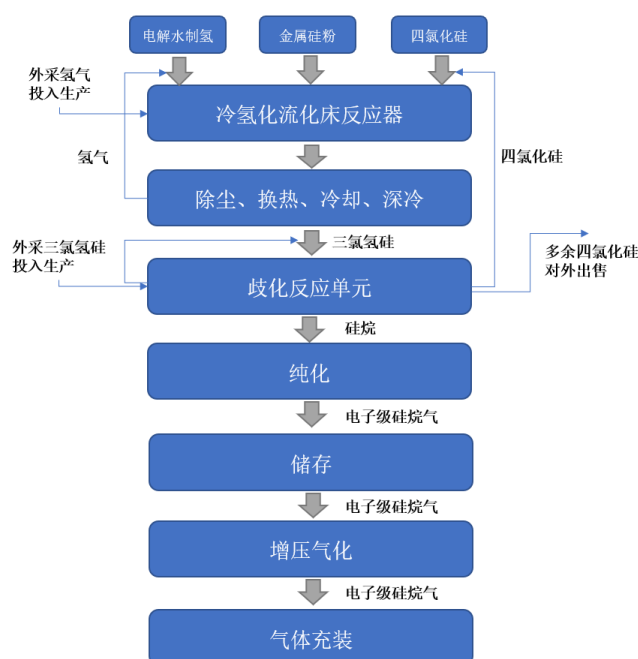 电解水制氢
金属硅粉
四氯化硅
外采氢气
投入生产
冷氢化流化床反应器
氢气
四氯化硅
除尘、换热、冷却、深冷
三氯氢硅
外采三氯氢硅
投入生产
多余四氯化硅
对外出售
歧化反应单元
硅烷
纯化
电子级硅烷气
储存
电子级硅烷气
增压气化
电子级硅烷气
气体充装